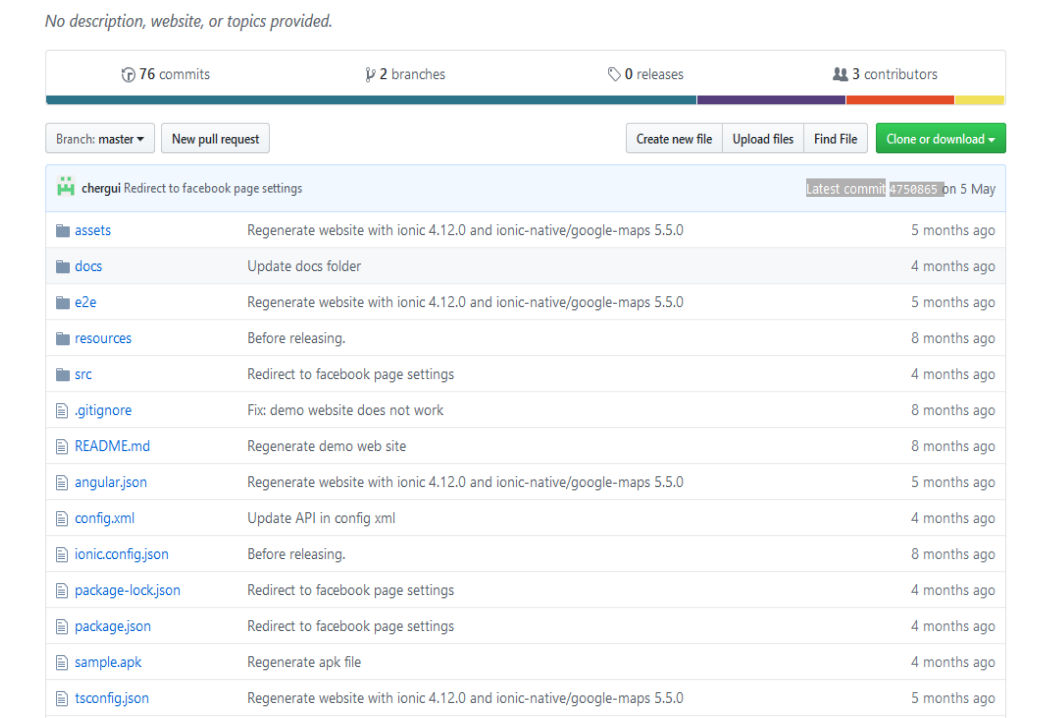 No description, website, or topics provided.
76 commits 2 branches 0 releases 3 contributors
Branch: master New pull request Create new file Upload files Find File Clone or download
chergui Redirect to facebook page settings Latest commit 4750865 on 5 May
assets Regenerate website with ionic 4.12.0 and ionic-native/google-maps 5.5.0 5 months ago
docs Update docs folder 4 months ago
e2e Regenerate website with ionic 4.12.0 and ionic-native/google-maps 5.5.0 5 months ago
resources Before releasing. 8 months ago
src Redirect to facebook page settings 4 months ago
.gitignore Fix: demo website does not work 8 months ago
README.md Regenerate demo web site 8 months ago
angular.json Regenerate website with ionic 4.12.0 and ionic-native/google-maps 5.5.0 5 months ago
config.xml Update API in config xml 4 months ago
ionic.config.json Before releasing. 8 months ago
package-lock.json Redirect to facebook page settings 4 months ago
package.json Redirect to facebook page settings 4 months ago
sample.apk Regenerate apk file 4 months ago
tsconfig.json Regenerate website with ionic 4.12.0 and ionic-native/google-maps 5.5.0 5 months ago